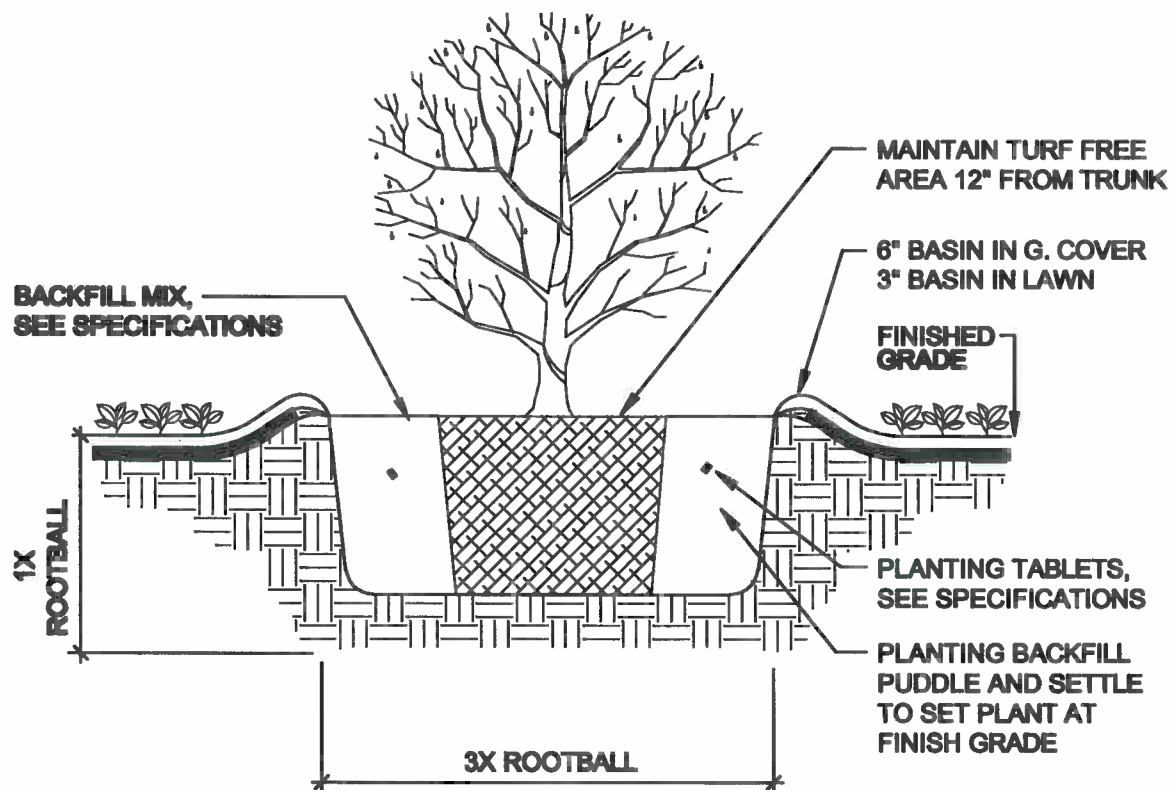 MAINTAIN TURF FREE
AREA 12" FROM TRUNK
6" BASIN IN G. COVER
3" BASIN IN LAWN
BACKFILL MIX,
SEE SPECIFICATIONS
FINISHED
GRADE
1X
ROOTBALL
PLANTING TABLETS,
SEE SPECIFICATIONS
PLANTING BACKFILL
PUDDLE AND SETTLE
TO SET PLANT AT
FINISH GRADE
3X ROOTBALL